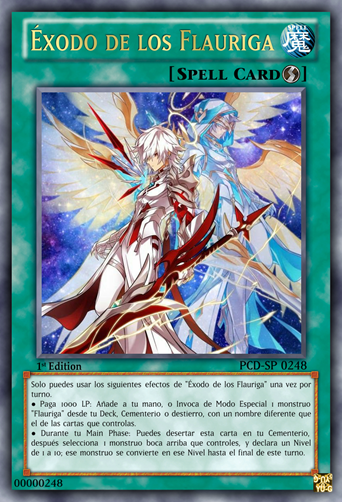 Éxodo de los Flauriga
魔
[Spell Card]
1st Edition
PCD-SP 0248
Solo puedes usar los siguientes efectos de "Éxodo de los Flauriga" una vez por
turno.
● Paga 1000 LP: Añade a tu mano, o Invoca de Modo Especial 1 monstruo
"Flauriga" desde tu Deck, Cementerio o destierro, con un nombre diferente que
el de las cartas que controlas.
● Durante tu Main Phase: Puedes desertar esta carta en tu Cementerio,
después selecciona 1 monstruo boca arriba que controles, y declara un Nivel
de 1 a 10; ese monstruo se convierte en ese Nivel hasta el final de este turno.
00000248